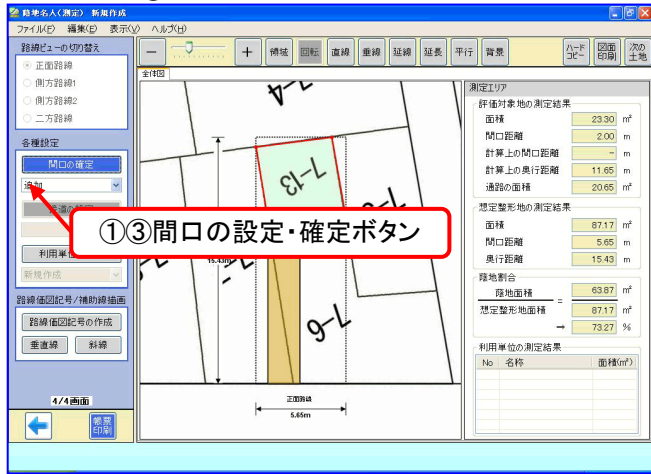 陰地名人(測定) 新規作成
ファイル(F) 編集(E) 表示(V) ヘルプ(H)
路線ビューの切り替え
正面路線
側方路線1
側方路線2
二方路線
各種設定
間口の確定
追加
利用単位
新規作成
路線価図記号/補助線描画
路線価図記号の作成
垂直線 斜線
4/4画面
帳票
印刷
− + 領域 回転 直線 垂線 延線 延長 平行 背景
ハード
コピー
図面
印刷
次の
土地
全体図
7-4
7-13
7-6
15.43m
正面路線
5.65m
①③間口の設定・確定ボタン
測定エリア
評価対象地の測定結果
面積 23.30 ㎡
間口距離 2.00 m
計算上の間口距離 − m
計算上の奥行距離 11.65 m
通路の面積 20.65 ㎡
想定整形地の測定結果
面積 87.17 ㎡
間口距離 5.65 m
奥行距離 15.43 m
陰地割合
陰地面積 63.87 ㎡
想定整形地面積 = 87.17 ㎡
→ 73.27 %
利用単位の測定結果
No 名称 面積(㎡)